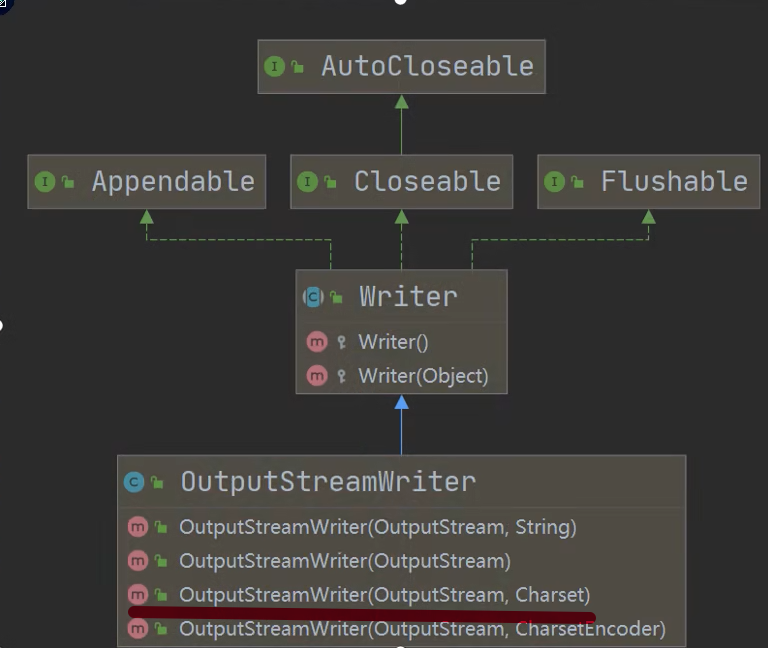 AutoCloseable
Appendable
Closeable
Flushable
Writer
Writer()
Writer(Object)
OutputStreamWriter
OutputStreamWriter(OutputStream, String)
OutputStreamWriter(OutputStream)
OutputStreamWriter(OutputStream, Charset)
OutputStreamWriter(OutputStream, CharsetEncoder)